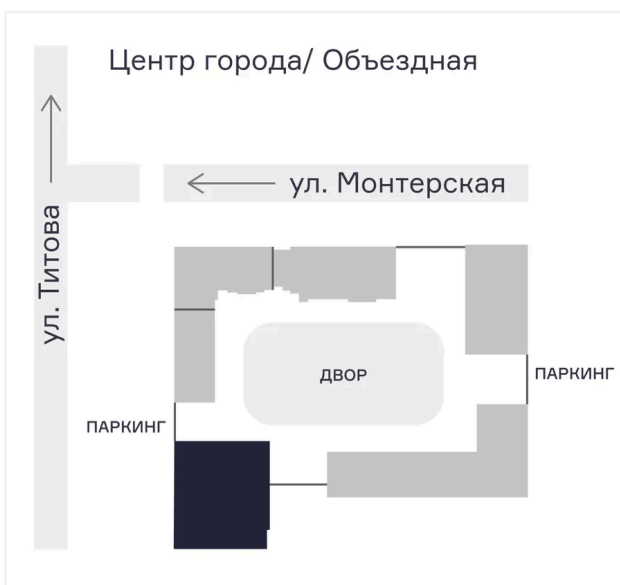 Центр города/ Объездная
ул. Монтерская
ул. Титова
ДВОР
ПАРКИНГ
ПАРКИНГ